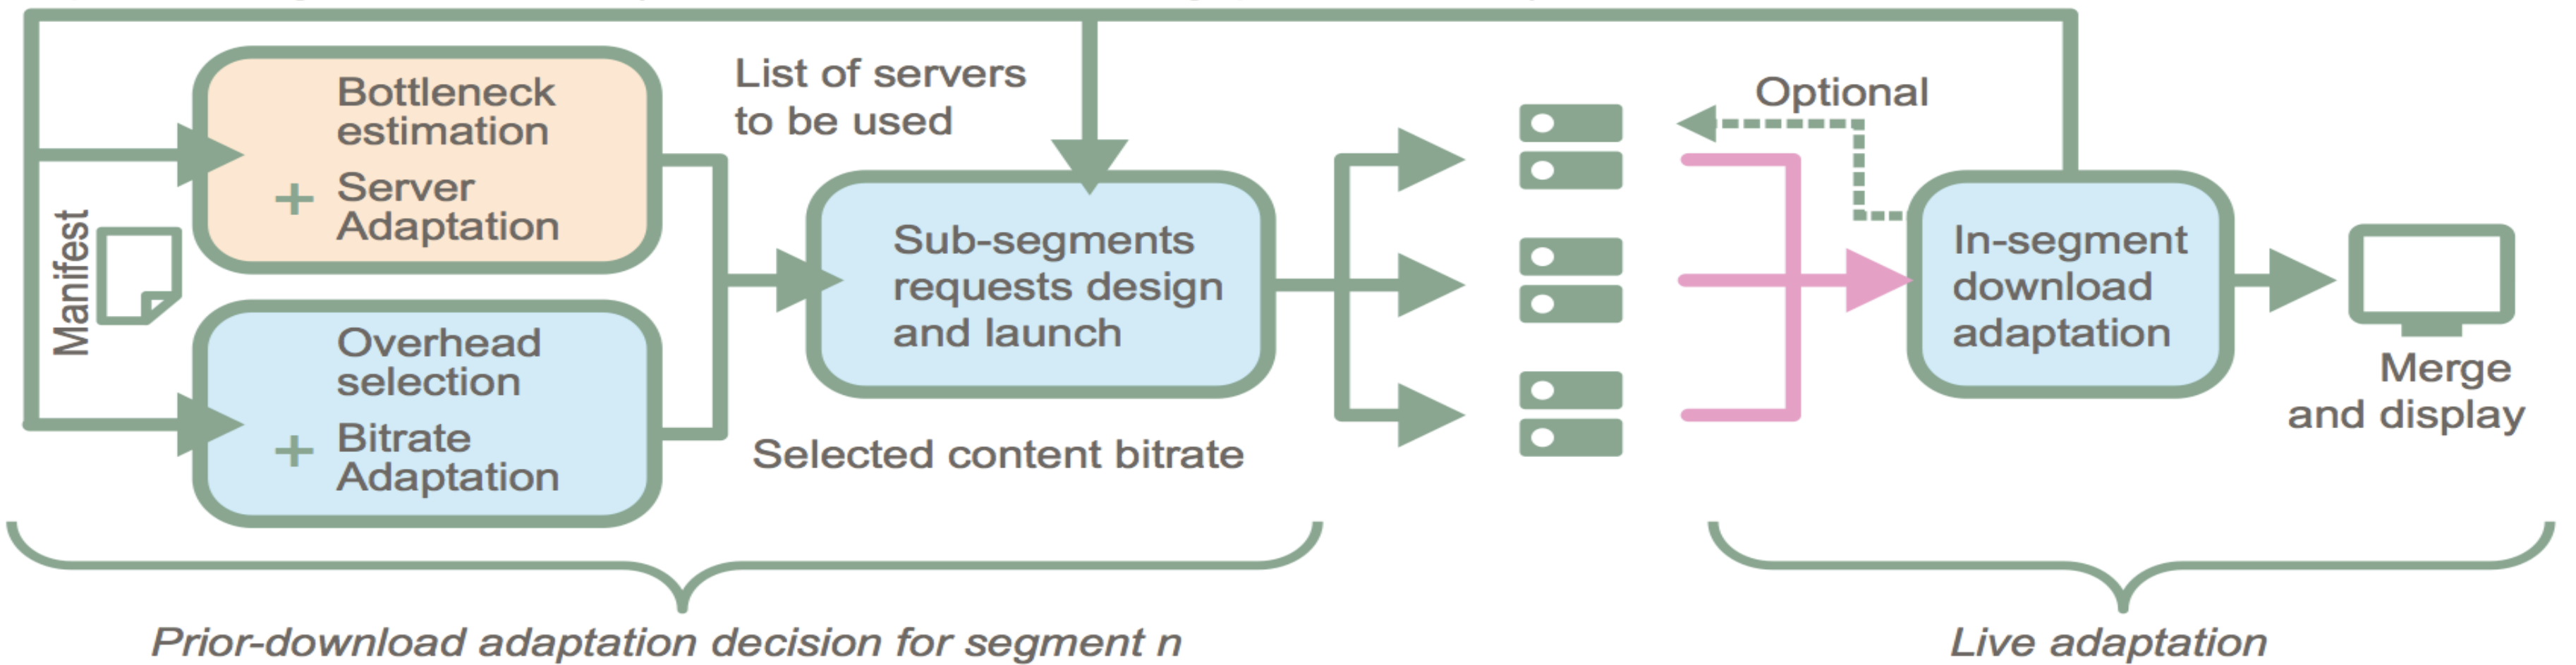 Manifest
Bottleneck
estimation
+ Server
Adaptation
Overhead
selection
+ Bitrate
Adaptation
List of servers
to be used
Sub-segments
requests design
and launch
Selected content bitrate
Optional
In-segment
download
adaptation
Merge
and display
Prior-download adaptation decision for segment n
Live adaptation